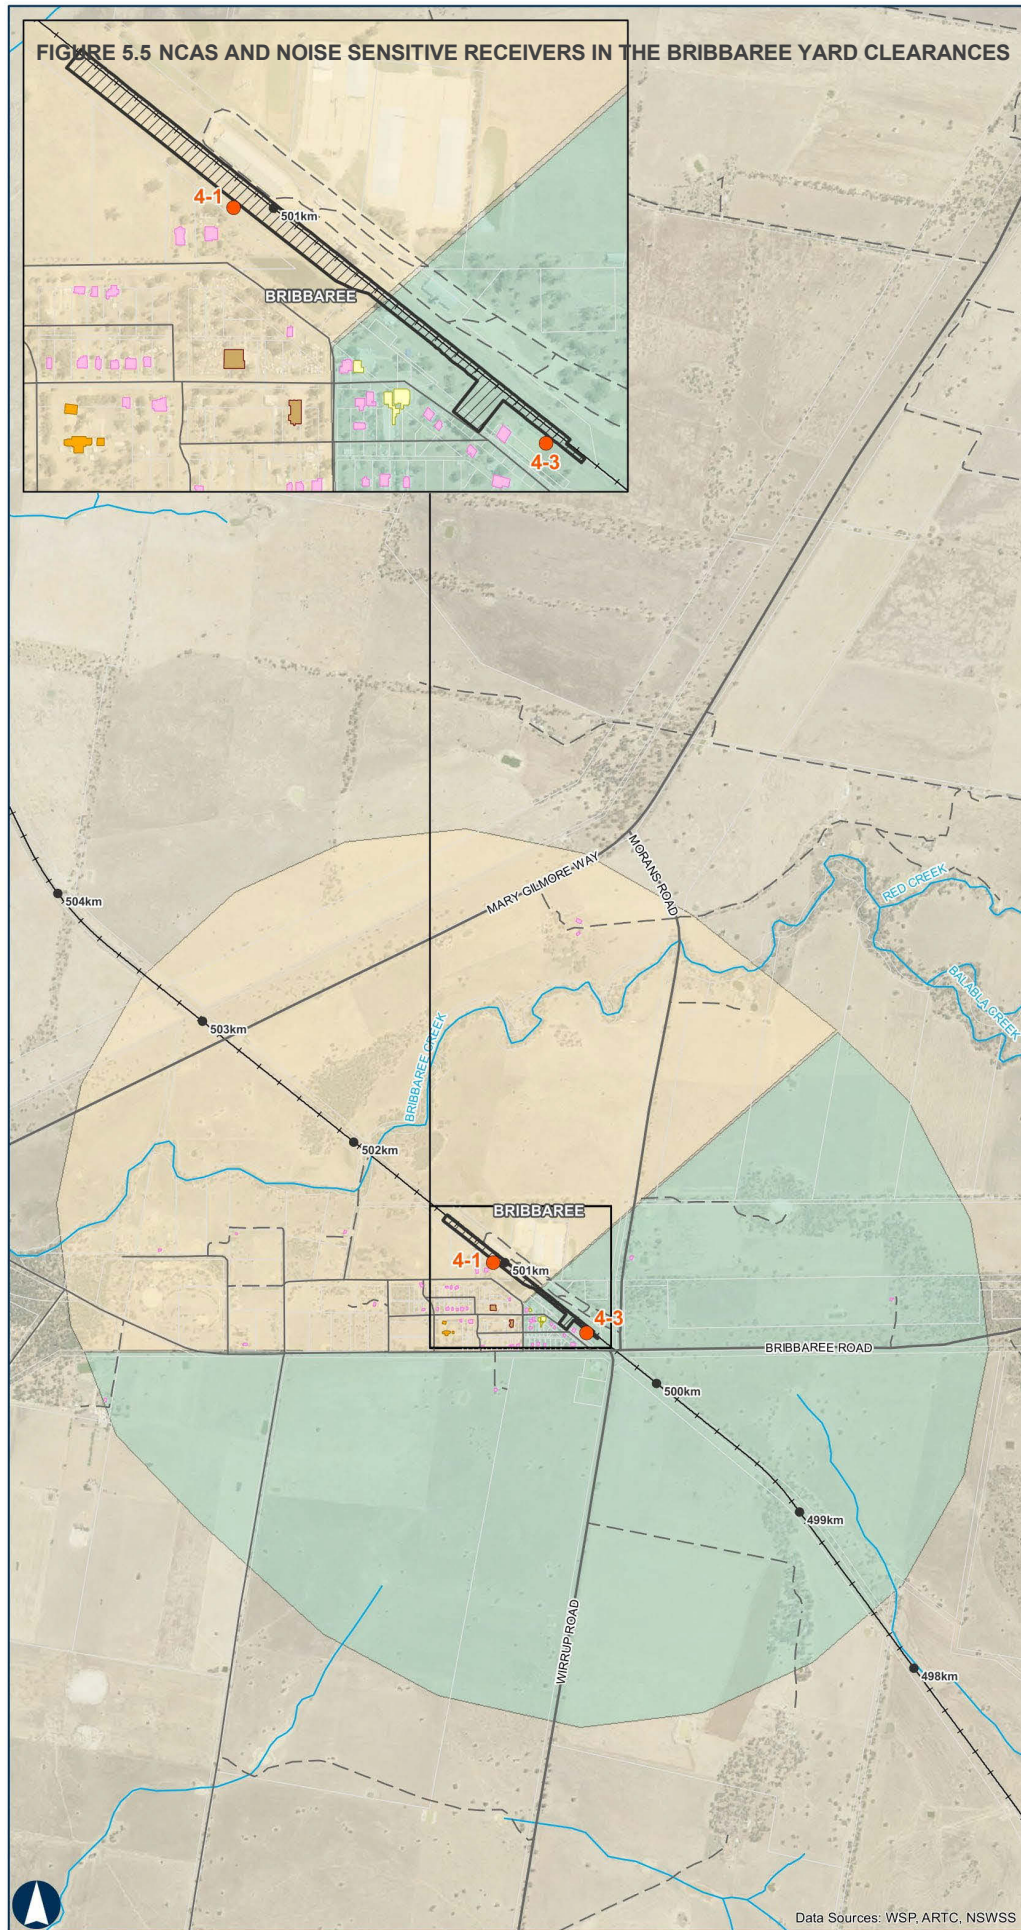 FIGURE 5.5 NCAS AND NOISE SENSITIVE RECEIVERS IN THE BRIBBAREE YARD CLEARANCES
4-1
501km
BRIBBAREE
4-3
MARY GILMORE WAY
MORANS ROAD
RED CREEK
BALABLA CREEK
504km
503km
BRIBBAREE CREEK
502km
BRIBBAREE
4-1
501km
4-3
BRIBBAREE ROAD
500km
499km
WIRRUP ROAD
498km
Data Sources: WSP, ARTC, NSWSS